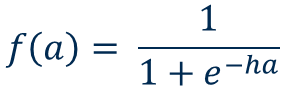 f(a) = 1 / (1 + e^{-ha})